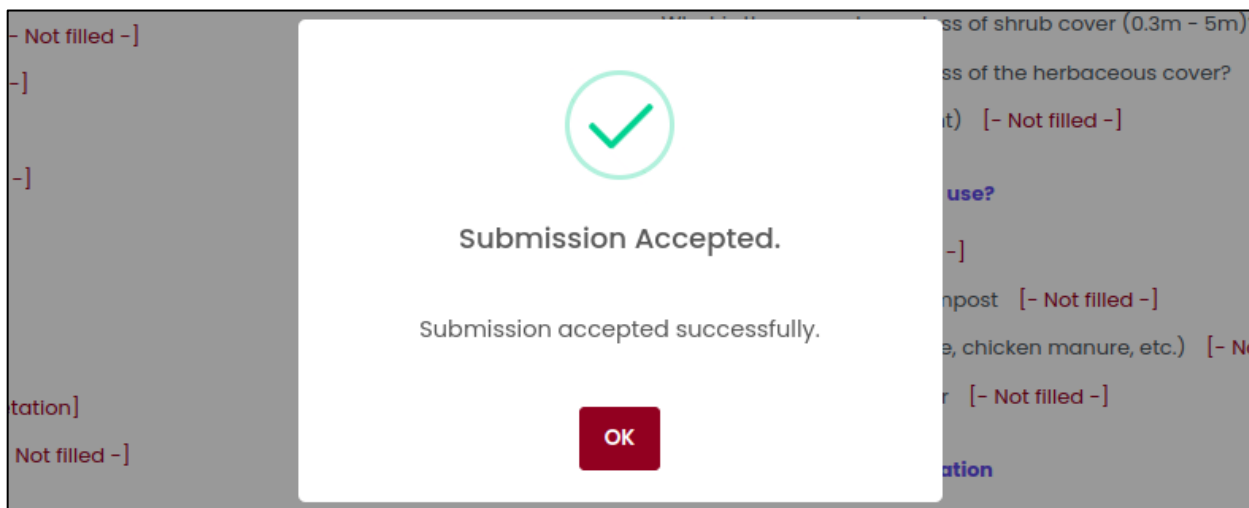 - Not filled -]
-]
-]
tation]
Not filled -]
Submission Accepted.
Submission accepted successfully.
OK
ss of shrub cover (0.3m - 5m)
ss of the herbaceous cover?
t) [- Not filled -]
use?
-]
npost [- Not filled -]
e, chicken manure, etc.) [- N
r [- Not filled -]
ation